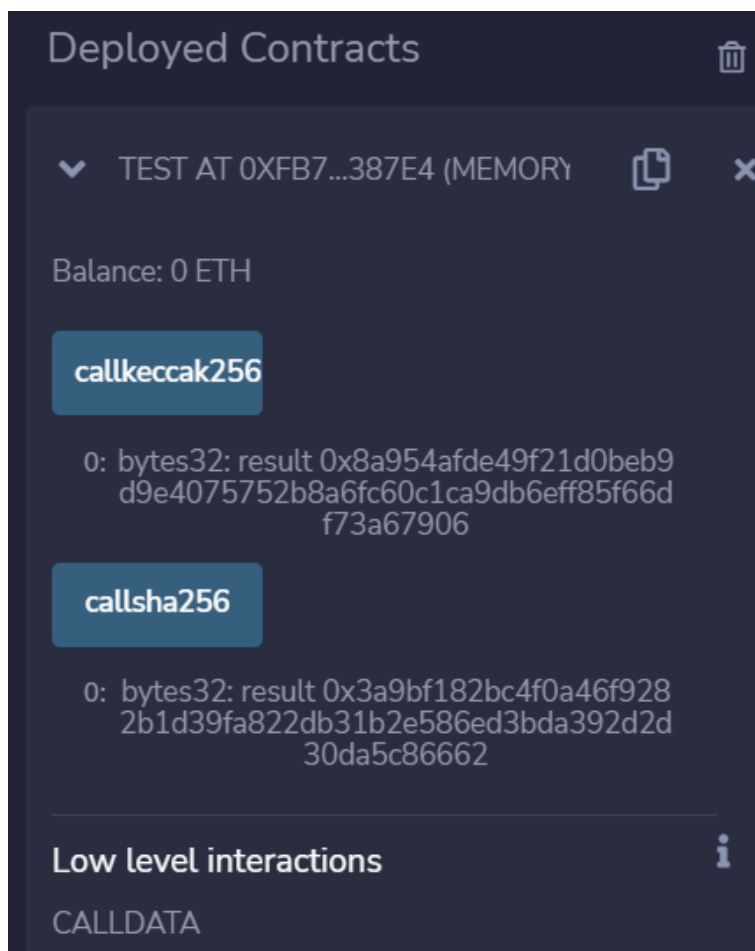 Deployed Contracts
TEST AT 0XFB7...387E4 (MEMORY
Balance: 0 ETH
callkeccak256
0: bytes32: result 0x8a954afde49f21d0beb9
d9e4075752b8a6fc60c1ca9db6eff85f66d
f73a67906
callsha256
0: bytes32: result 0x3a9bf182bc4f0a46f928
2b1d39fa822db31b2e586ed3bda392d2d
30da5c86662
Low level interactions
CALLDATA